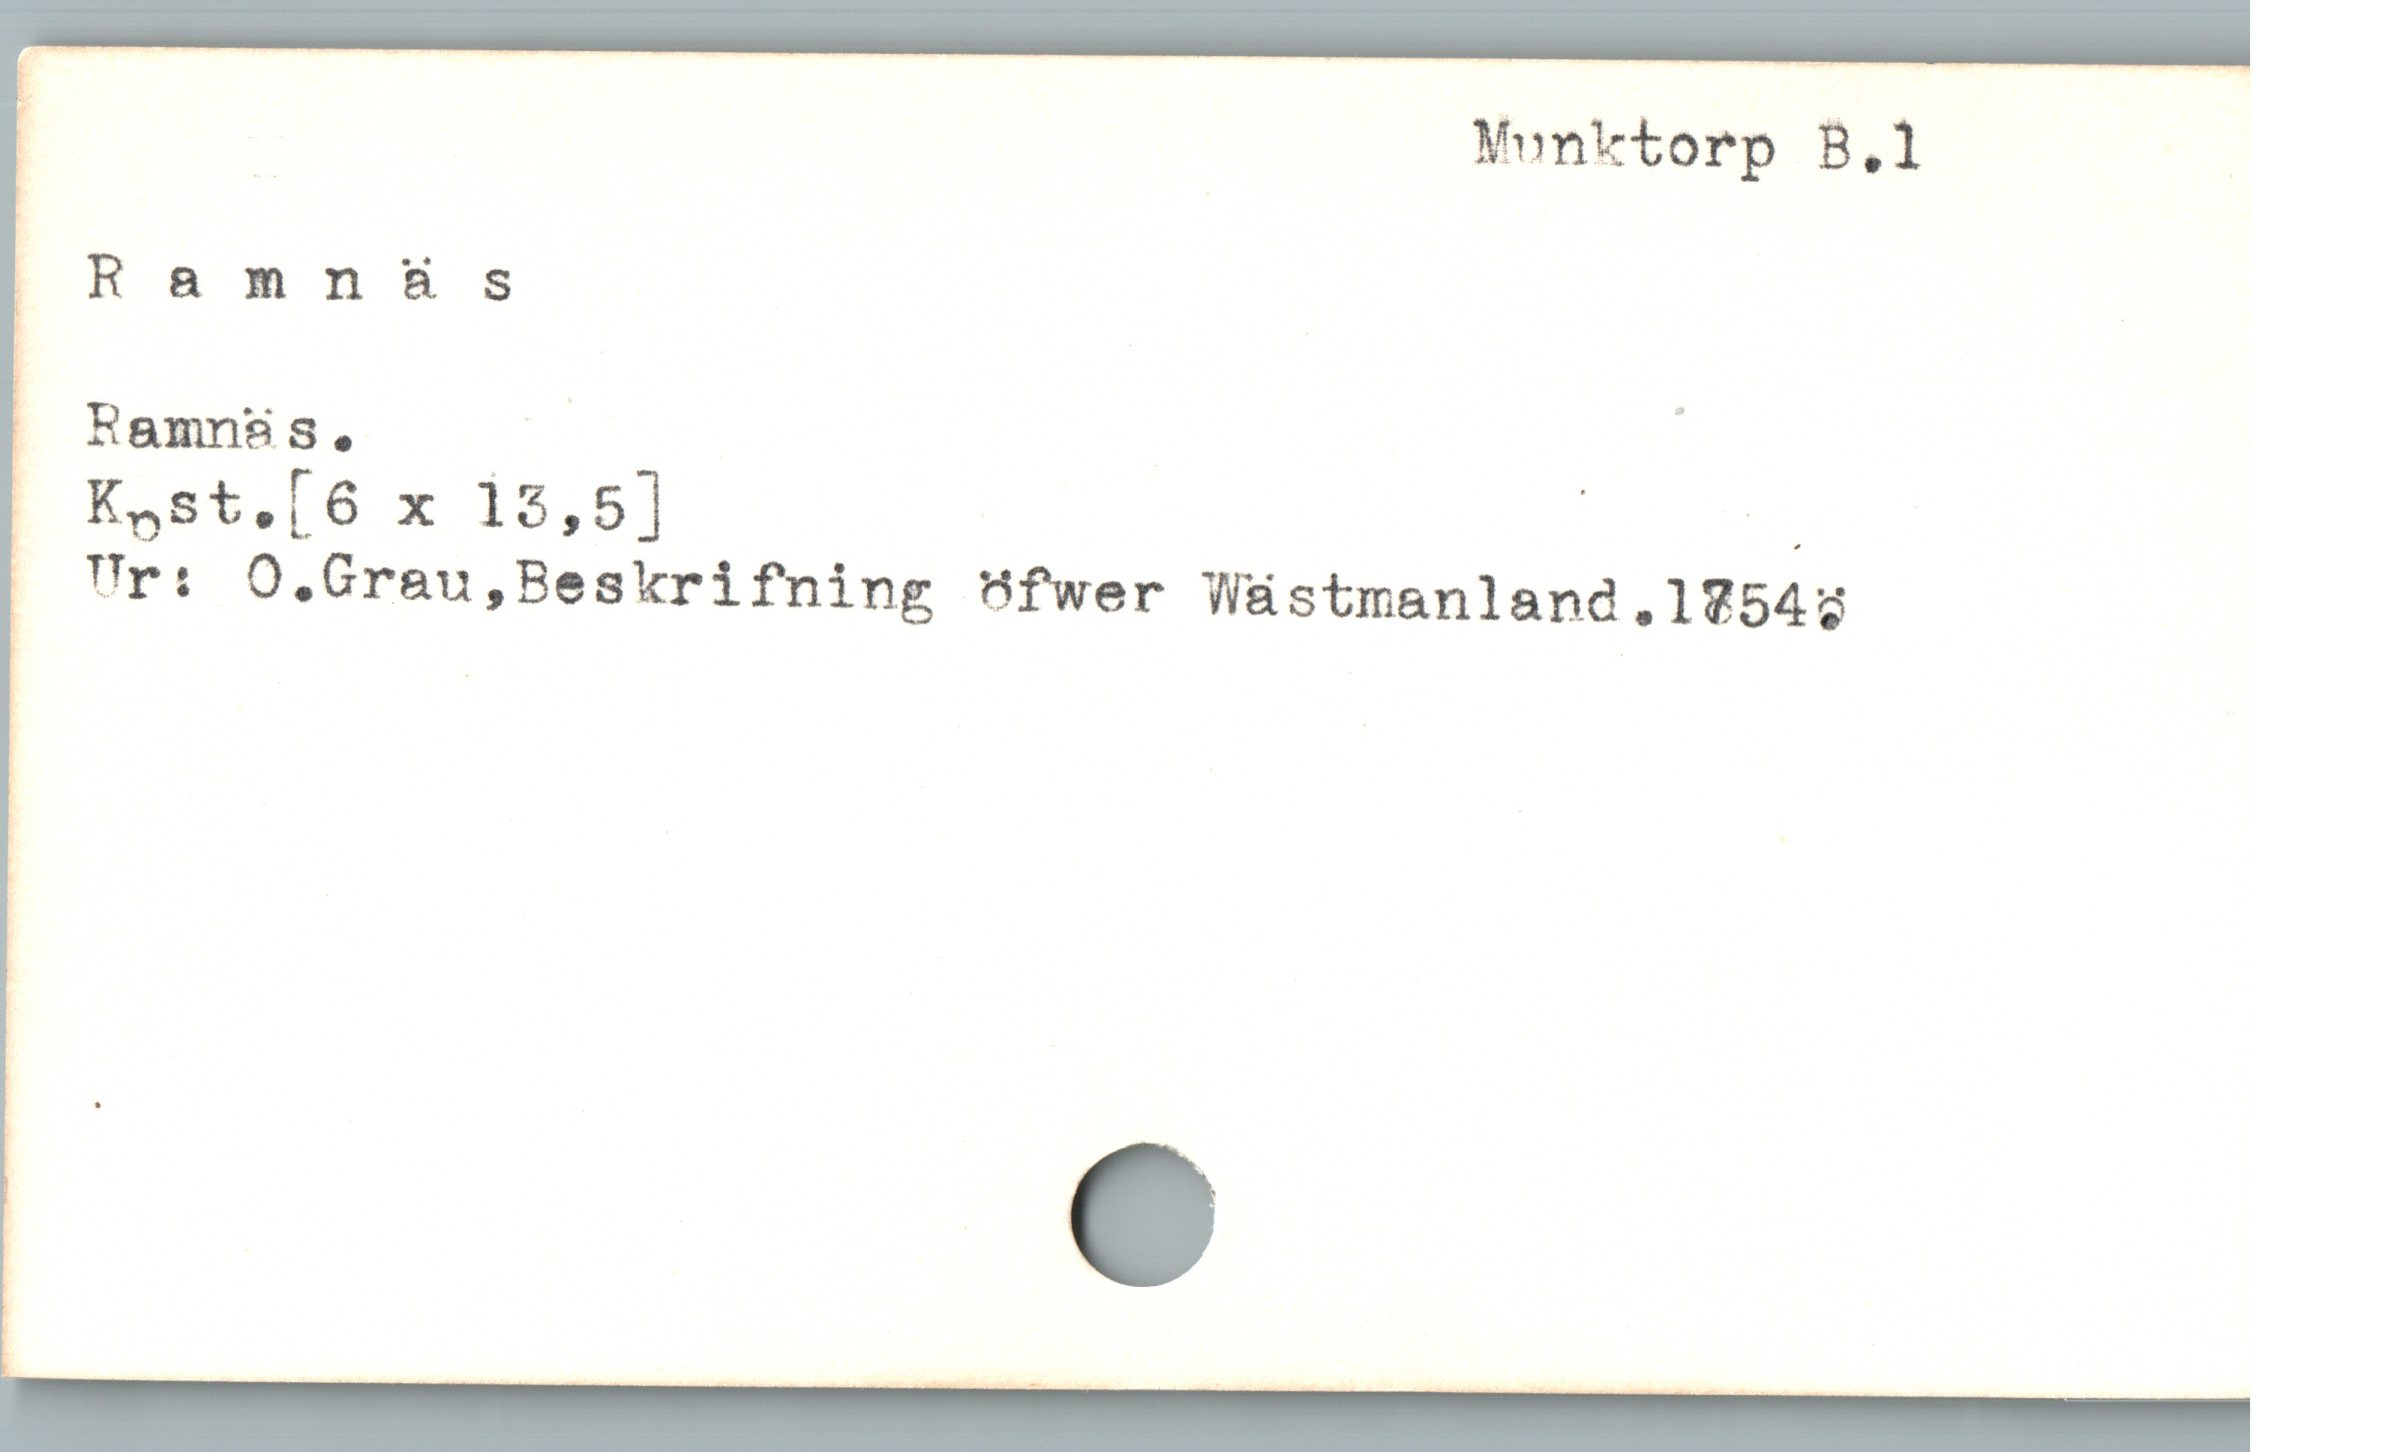 Munktorp B.1
R a m n ä s
Ramnäs.
Kpst.[6 x 13,5]
Ur: O.Grau,Beskrifning öfwer Wästmanland.1754.